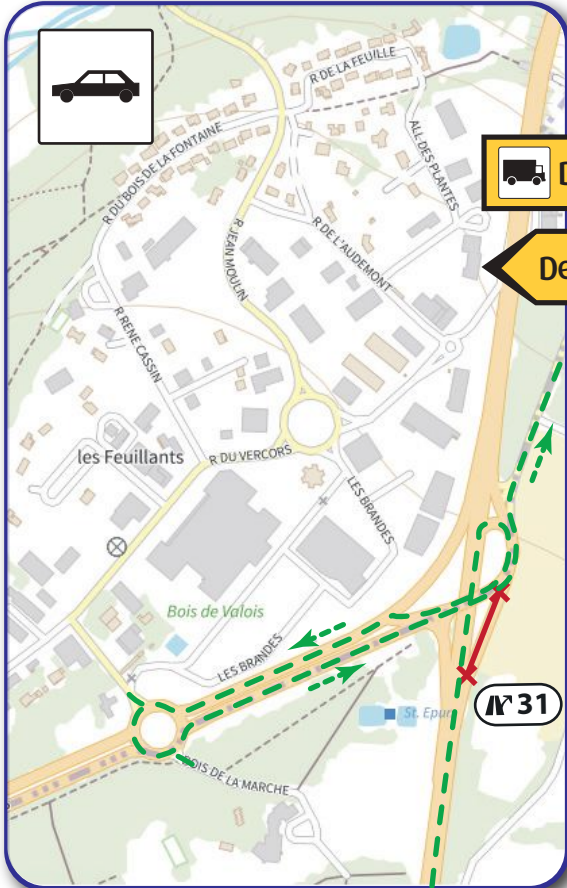 R DE LA FEUILLE
R DU BOIS DE LA FONTAINE
ALL DES PLANTES
D
De
R JEAN MOULIN
R DE L'AUDEMONT
R RENE CASSIN
les Feuillants
R DU VERCORS
LES BRANDES
Bois de Valois
LES BRANDES
31
St. Epur
BOIS DE LA MARCHE